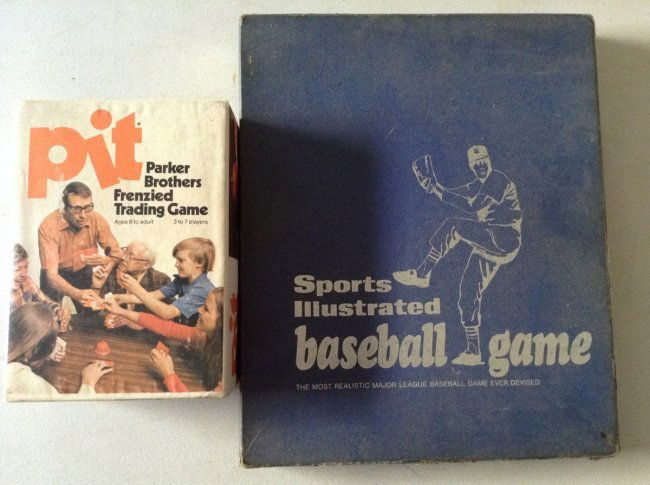 pit
Parker
Brothers
Frenzied
Trading Game
Ages 8 to adult 3 to 7 players
Sports
Illustrated
baseball game
THE MOST REALISTIC MAJOR LEAGUE BASEBALL GAME EVER DEVISED